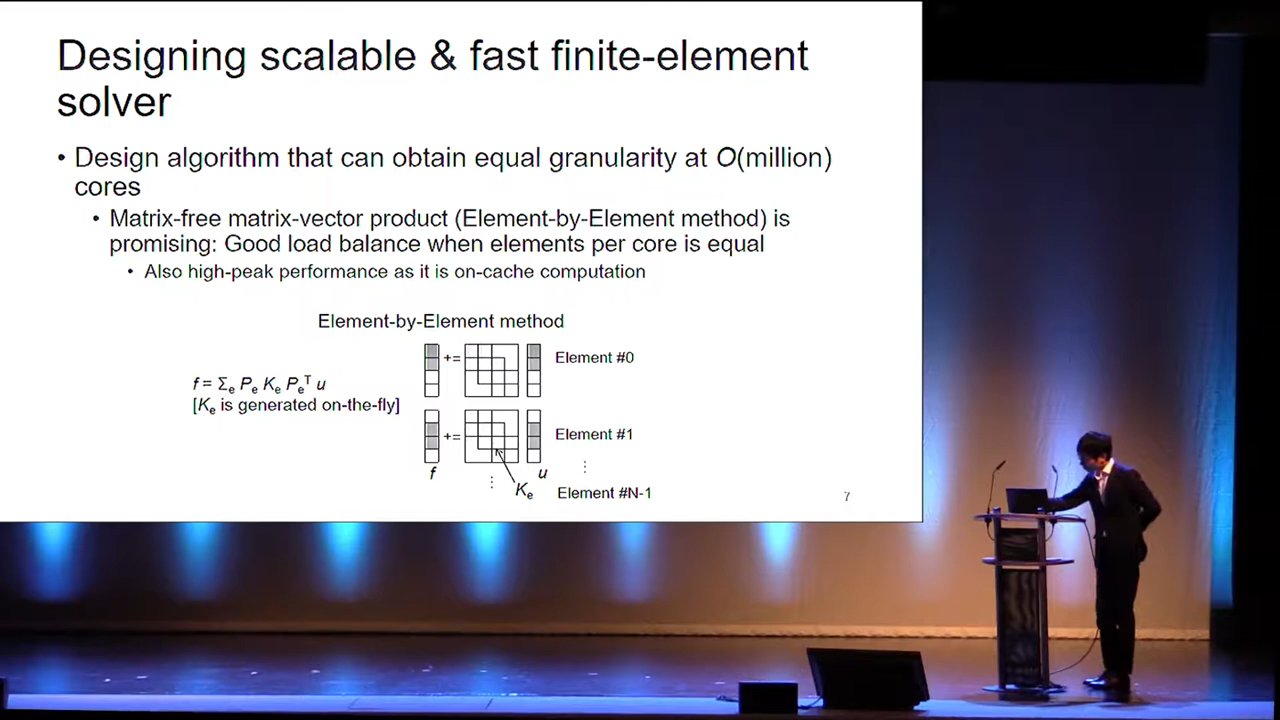 Designing scalable & fast finite-element
solver
• Design algorithm that can obtain equal granularity at O(million)
cores
• Matrix-free matrix-vector product (Element-by-Element method) is
promising: Good load balance when elements per core is equal
• Also high-peak performance as it is on-cache computation
Element-by-Element method
+=
Element #0
f = Σe Pe Ke PeT u
[Ke is generated on-the-fly]
+=
Element #1
⋮
f
u
⋮
Ke
Element #N-1
7